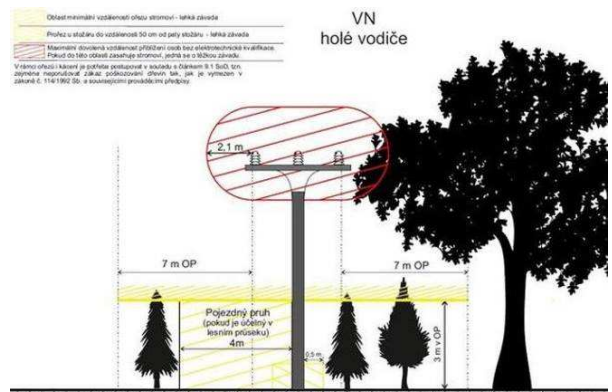 Oblast minimální vzdálenosti ořezu stromoví - lehká závada
VN
holé vodiče
Prořez u stožáru do vzdálenosti 50 cm od paty stožáru - lehká závada
Maximální dovolená vzdálenost přiblížení osob bez elektrotechnické kvalifikace.
Pokud do této oblasti zasahuje stromoví, jedná se o těžkou závadu.
V rámci ořezů i kácení je potřeba postupovat v souladu s článkem 9.1 SoD, tzn.
zejména neporušovat zákaz poškozování dřevin tak, jak je vymezen v
zákoně č. 114/1992 Sb. a souvisejícími prováděcími předpisy.
2,1 m
7 m OP
7 m OP
Pojezdný pruh
(pokud je účelný v
lesním průseku)
4m
0,5 m
3 m v OP